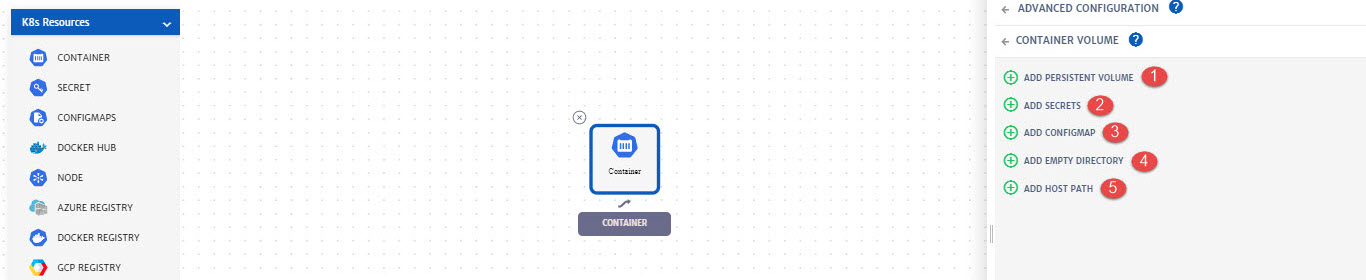 K8s Resources
CONTAINER
SECRET
CONFIGMAPS
DOCKER HUB
NODE
AZURE REGISTRY
DOCKER REGISTRY
GCP REGISTRY
Container
CONTAINER
ADVANCED CONFIGURATION ?
CONTAINER VOLUME ?
ADD PERSISTENT VOLUME 1
ADD SECRETS 2
ADD CONFIGMAP 3
ADD EMPTY DIRECTORY 4
ADD HOST PATH 5